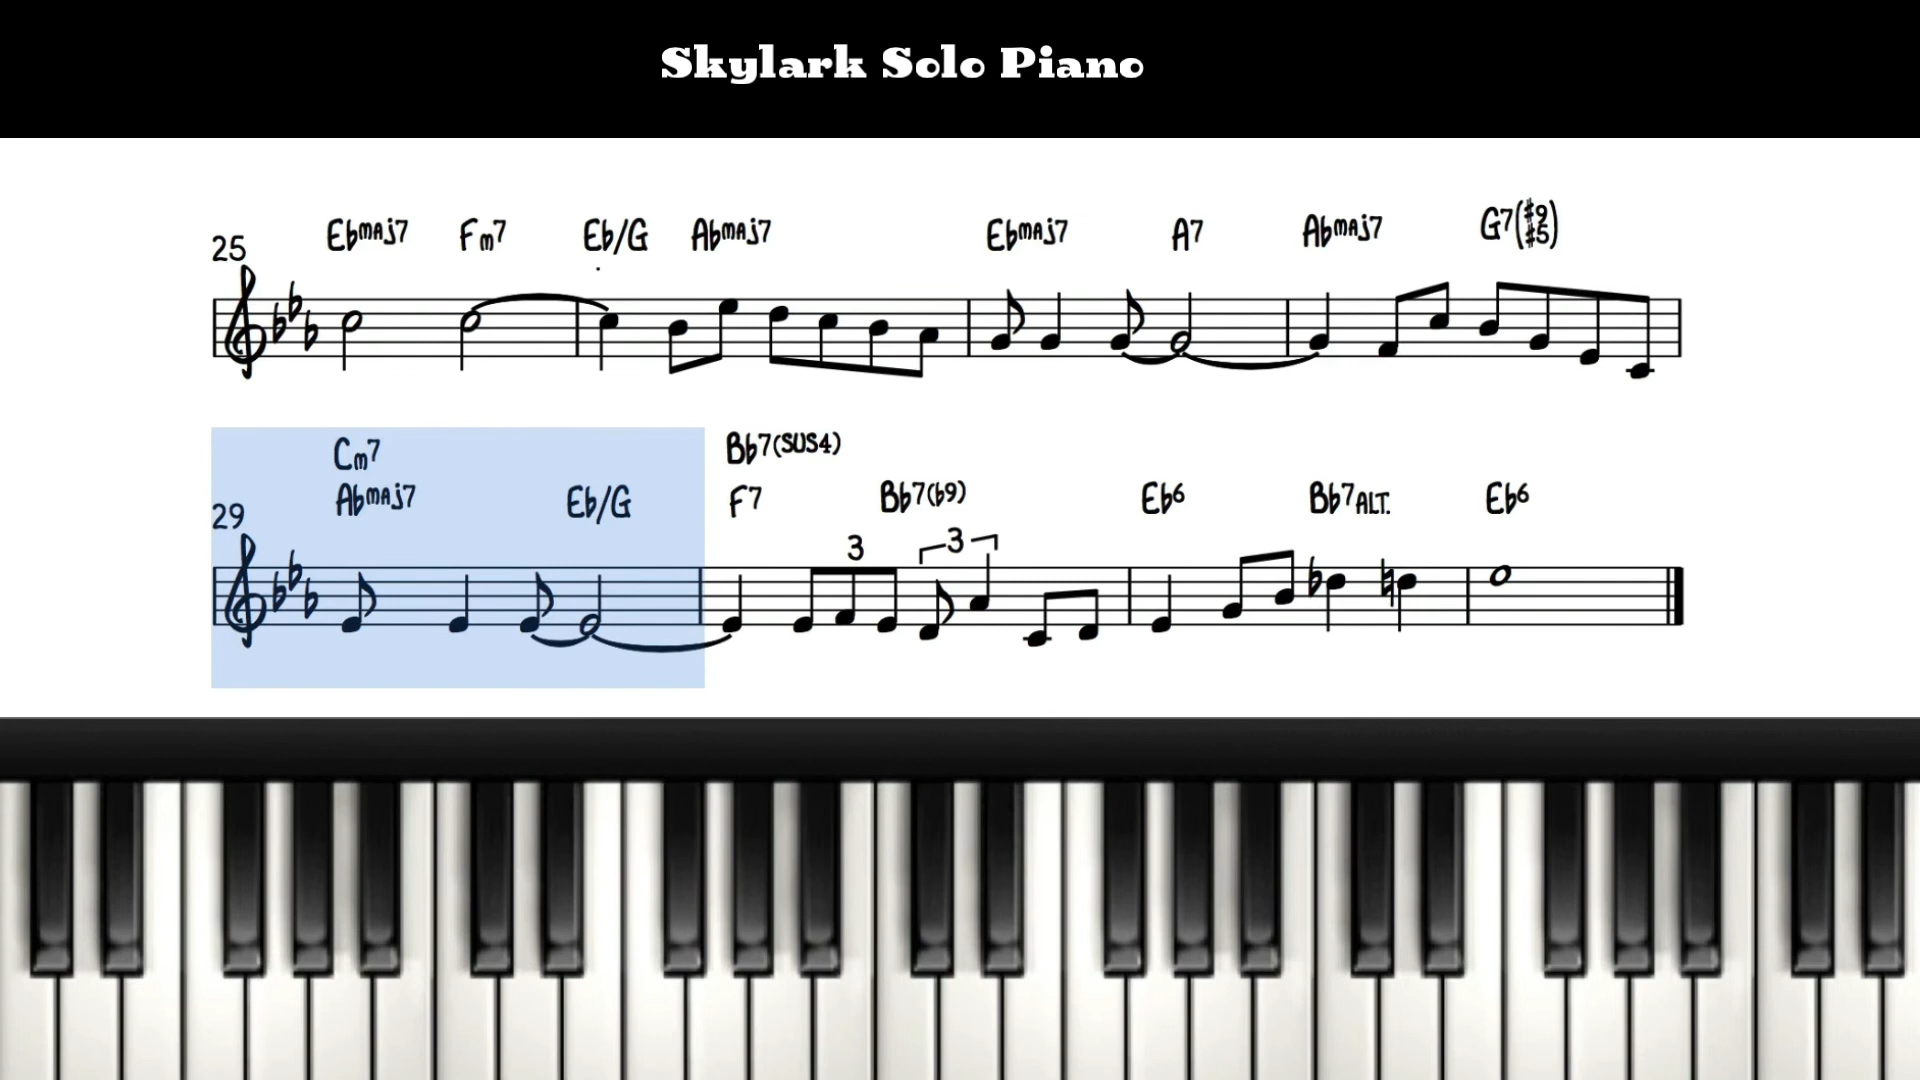 Skylark Solo Piano
25 Ebmaj7 Fm7 Eb/G Abmaj7 Ebmaj7 A7 Abmaj7 G7(#9 #5)
Cm7 Bb7(sus4)
29 Abmaj7 Eb/G F7 Bb7(b9) Eb6 Bb7alt. Eb6
3 3